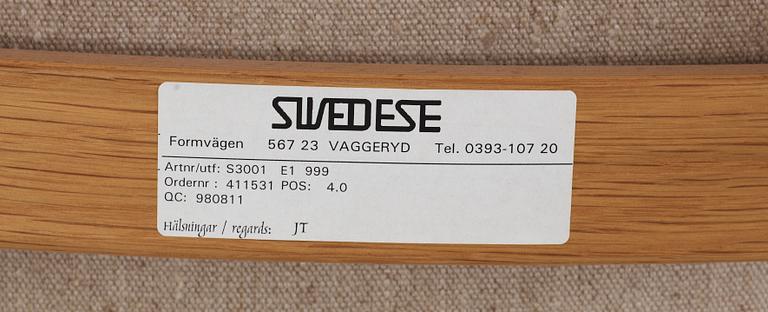 SWEDESE
Formvägen 567 23 VAGGERYD Tel. 0393-107 20
Artnr/utf: S3001 E1 999
Ordernr : 411531 POS: 4.0
QC: 980811
Hälsningar / regards: JT